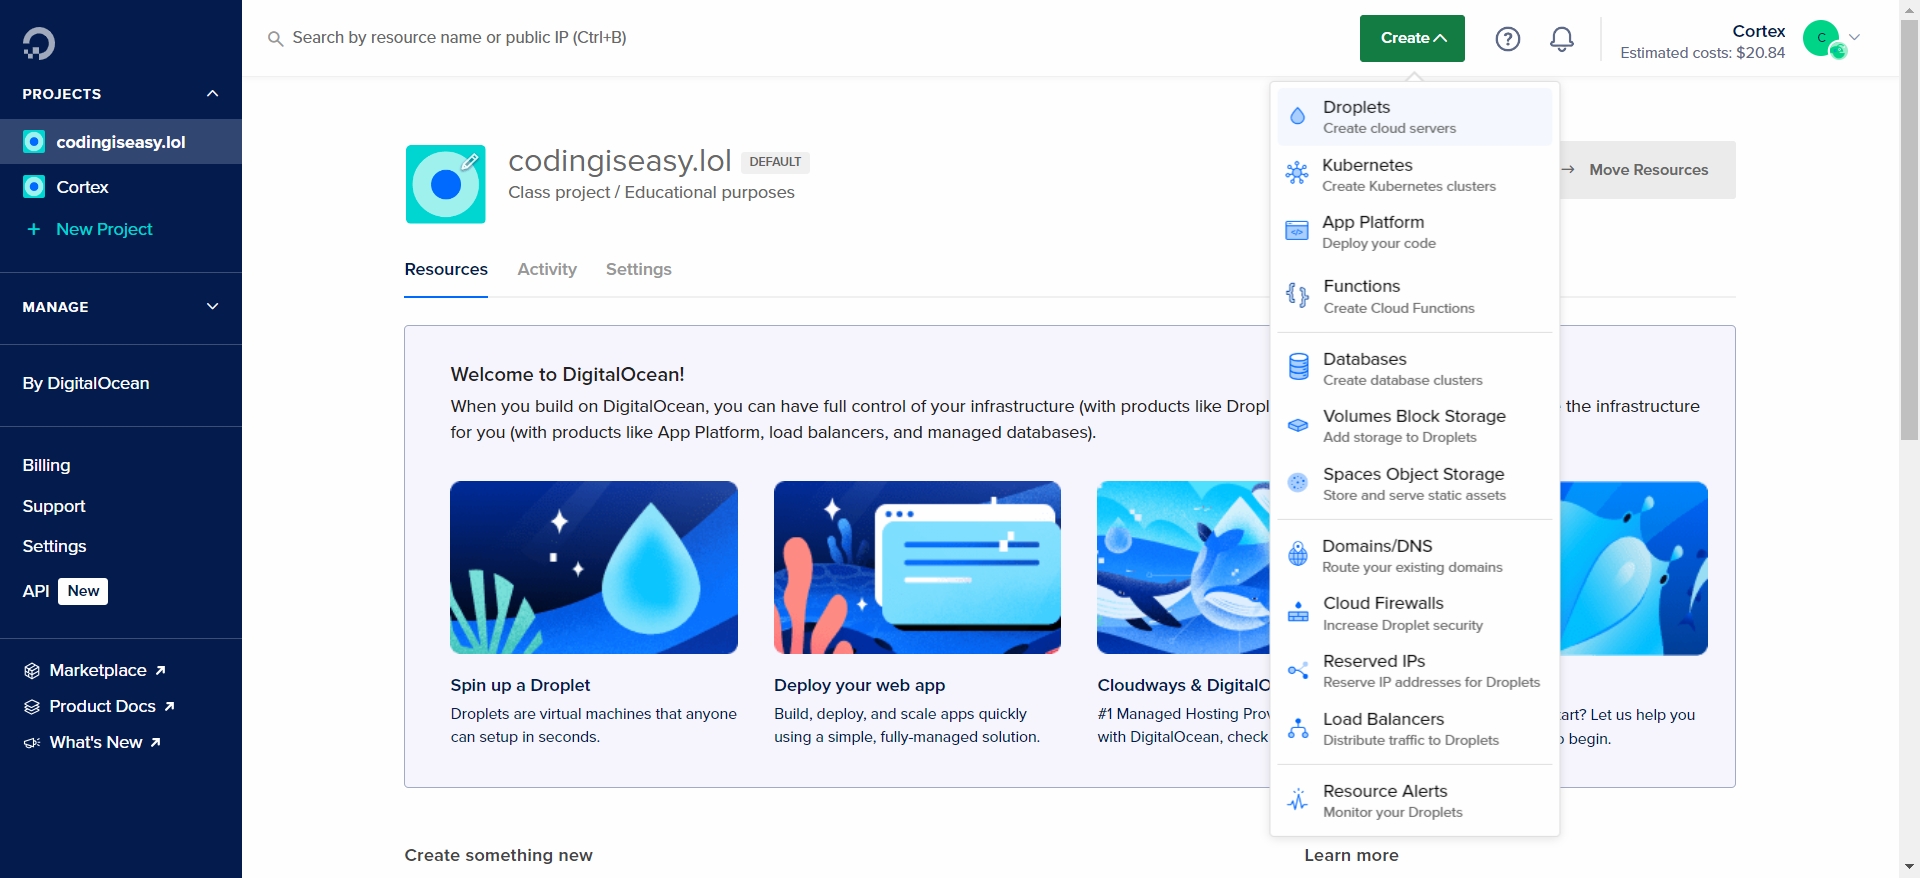 Search by resource name or public IP (Ctrl+B)
Create
Cortex
Estimated costs: $20.84
C
PROJECTS
codingiseasy.lol
Cortex
+ New Project
MANAGE
By DigitalOcean
Billing
Support
Settings
API New
Marketplace
Product Docs
What's New
codingiseasy.lol DEFAULT
Class project / Educational purposes
→ Move Resources
Resources Activity Settings
Welcome to DigitalOcean!
When you build on DigitalOcean, you can have full control of your infrastructure (with products like Dropl
the infrastructure
for you (with products like App Platform, load balancers, and managed databases).
Spin up a Droplet
Droplets are virtual machines that anyone
can setup in seconds.
Deploy your web app
Build, deploy, and scale apps quickly
using a simple, fully-managed solution.
Cloudways & DigitalO
#1 Managed Hosting Prov
with DigitalOcean, check
art? Let us help you
begin.
Droplets
Create cloud servers
Kubernetes
Create Kubernetes clusters
App Platform
Deploy your code
Functions
Create Cloud Functions
Databases
Create database clusters
Volumes Block Storage
Add storage to Droplets
Spaces Object Storage
Store and serve static assets
Domains/DNS
Route your existing domains
Cloud Firewalls
Increase Droplet security
Reserved IPs
Reserve IP addresses for Droplets
Load Balancers
Distribute traffic to Droplets
Resource Alerts
Monitor your Droplets
Create something new
Learn more